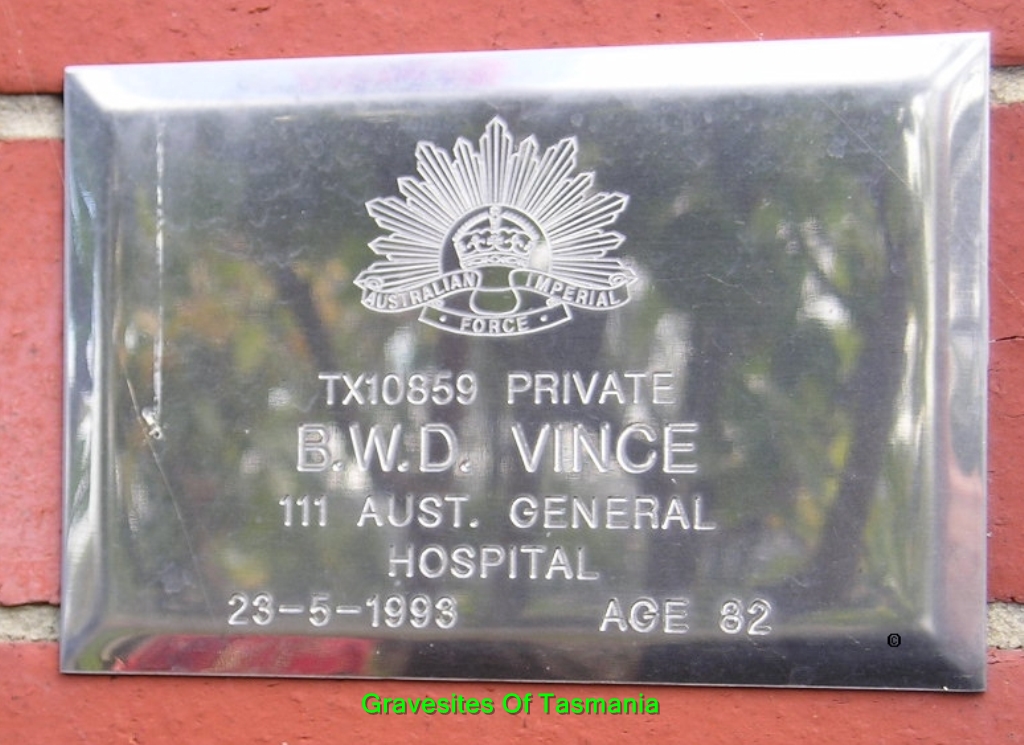 AUSTRALIAN IMPERIAL
FORCE
TX10859 PRIVATE
B.W.D. VINCE
111 AUST. GENERAL
HOSPITAL
23-5-1993 AGE 82
©
Gravesites Of Tasmania